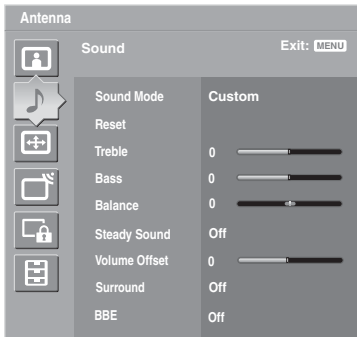 Antenna
Sound Exit: MENU
Sound Mode Custom
Reset
Treble 0
Bass 0
Balance 0
Steady Sound Off
Volume Offset 0
Surround Off
BBE Off